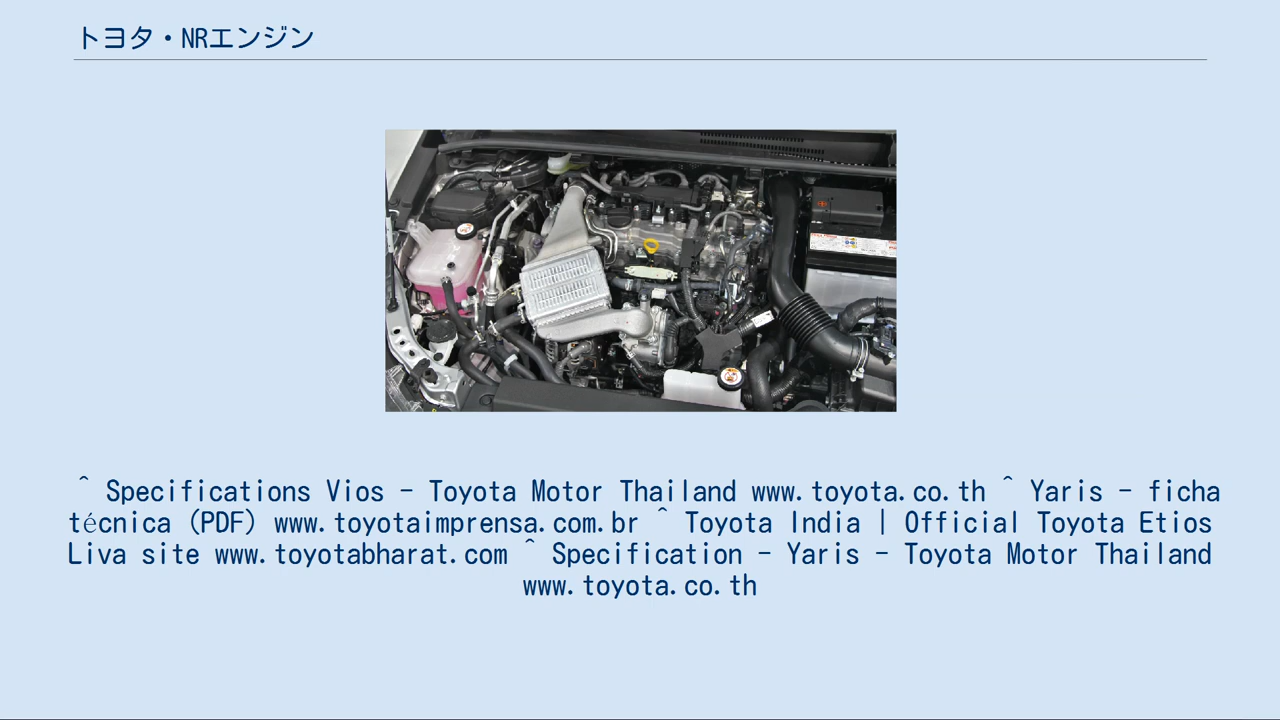 トヨタ・NRエンジン
^ Specifications Vios - Toyota Motor Thailand www.toyota.co.th ^ Yaris - ficha
técnica (PDF) www.toyotaimprensa.com.br ^ Toyota India | Official Toyota Etios
Liva site www.toyotabharat.com ^ Specification - Yaris - Toyota Motor Thailand
www.toyota.co.th